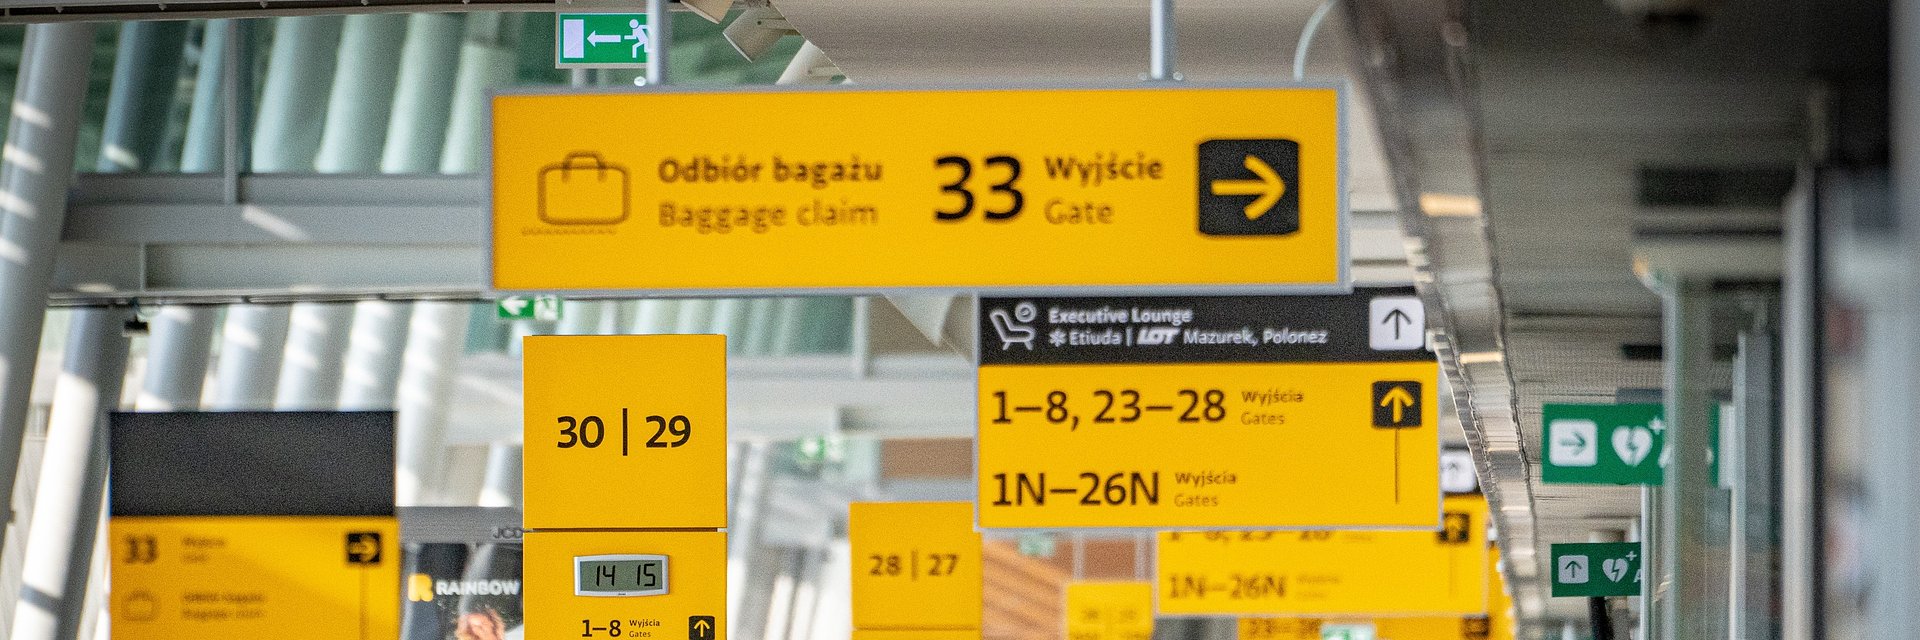 Odbiór bagażu
Baggage claim
33 Wyjście
Gate
Executive Lounge
Etiuda | LOT Mazurek, Polonez
1–8, 23–28 Wyjścia
Gates
1N–26N Wyjścia
Gates
30 | 29
14 15
1–8 Wyjścia
Gates
28 | 27
33
JCD
RAINBOW
1N–26N